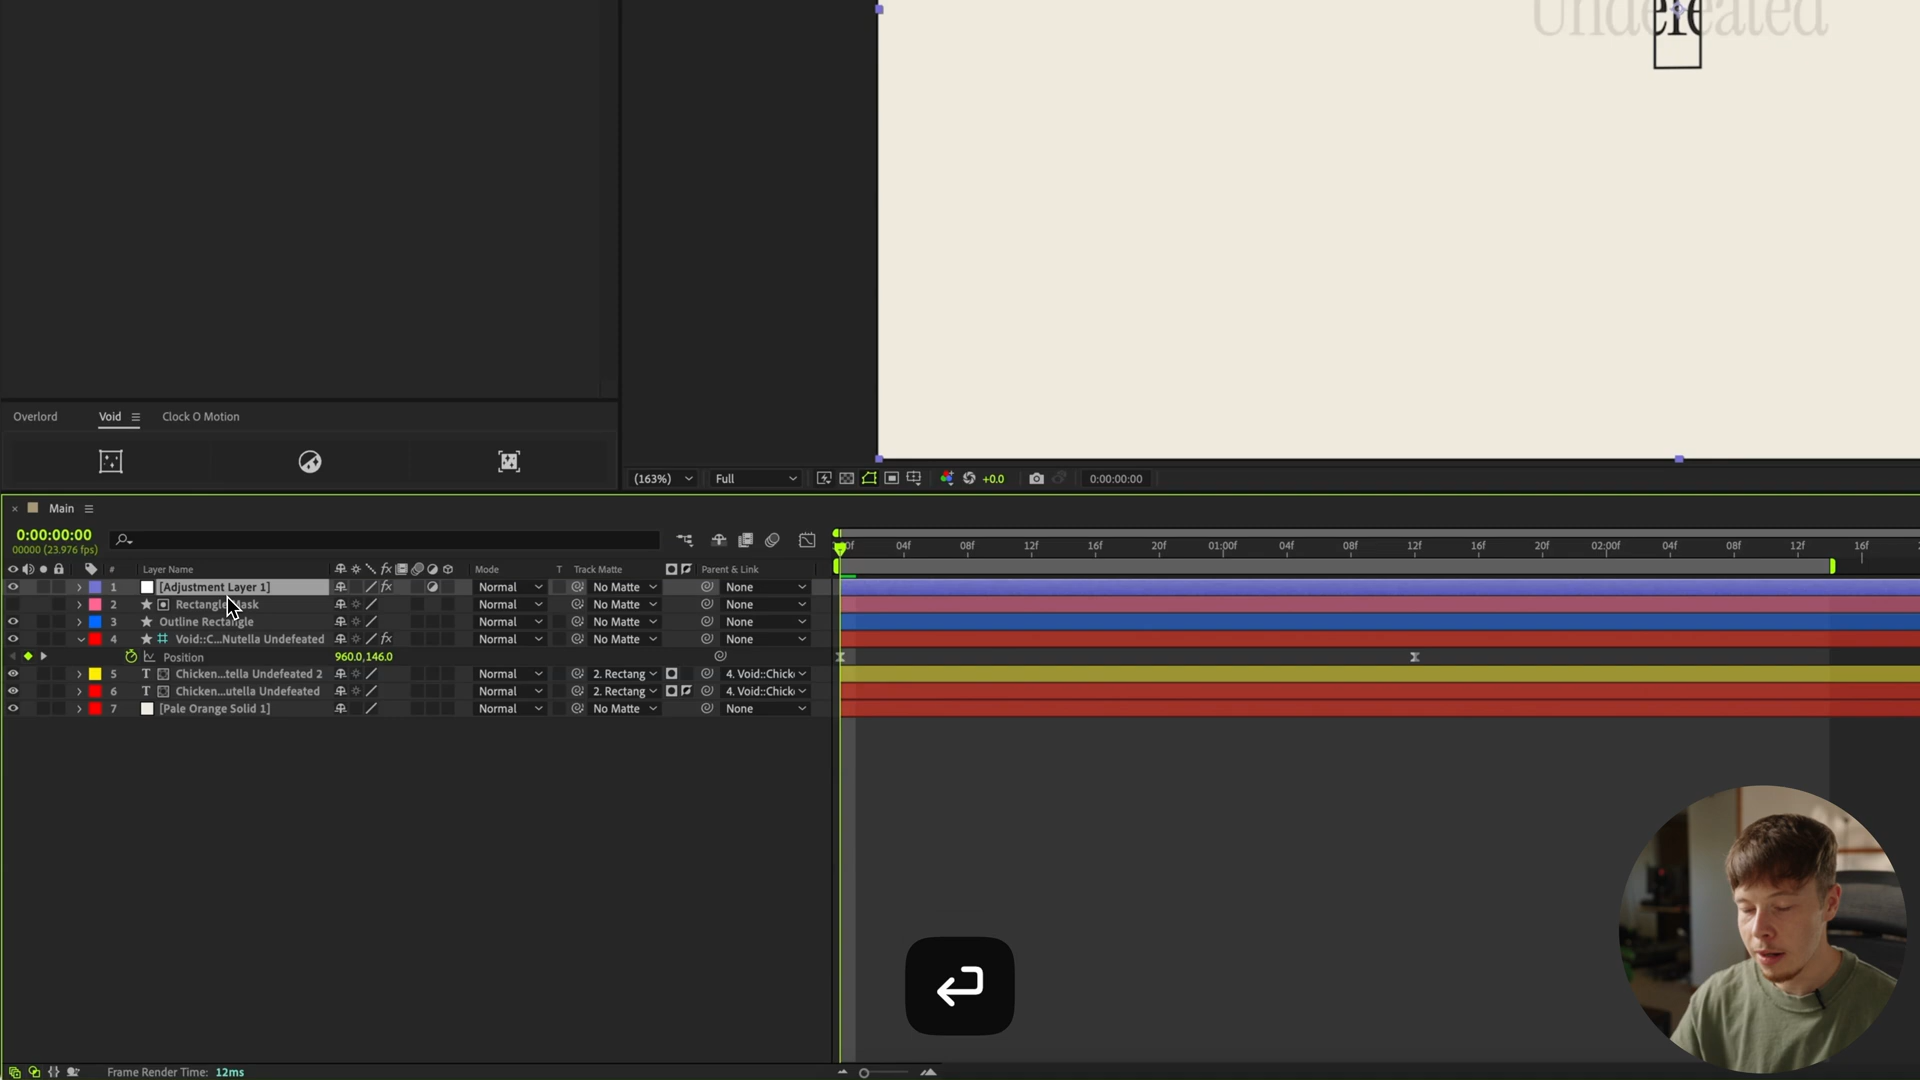 Undefeated
Overlord
Void
Clock O Motion
(163%)
Full
+0.0
0:00:00:00
Main
0:00:00:00
00000 (23.976 fps)
:00f 04f 08f 12f 16f 20f 01:00f 04f 08f 12f 16f 20f 02:00f 04f 08f 12f 16f
# Layer Name fx Mode T Track Matte Parent & Link
1 [Adjustment Layer 1] fx Normal No Matte None
2 Rectangle Mask Normal No Matte None
3 Outline Rectangle Normal No Matte None
4 Void::C...Nutella Undefeated fx Normal No Matte None
Position 960.0,146.0
5 T Chicken...tella Undefeated 2 Normal 2. Rectang 4. Void::Chick
6 T Chicken...utella Undefeated Normal 2. Rectang 4. Void::Chick
7 [Pale Orange Solid 1] Normal No Matte None
Frame Render Time: 12ms